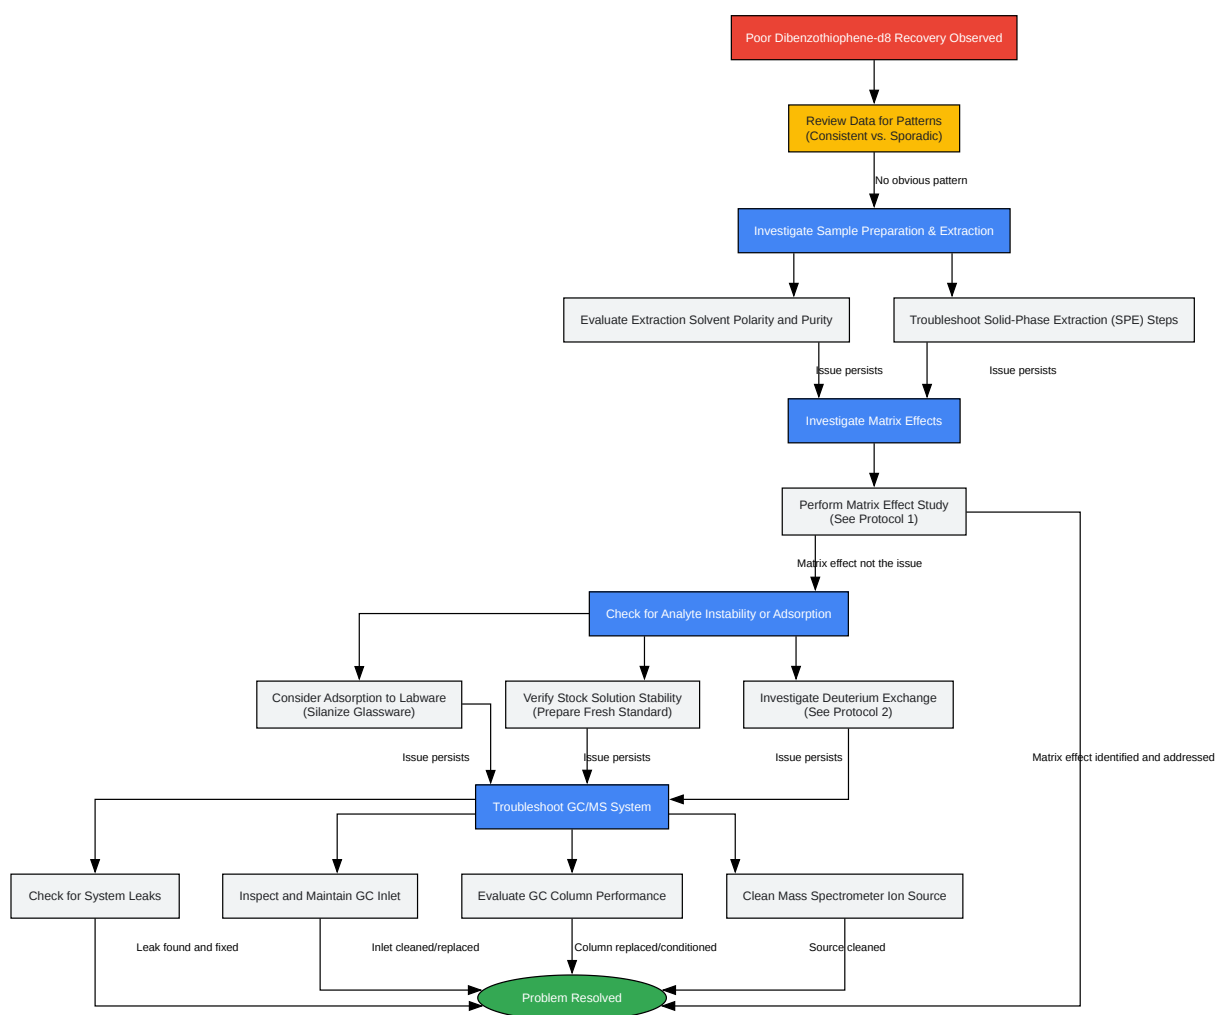 Poor Dibenzothiophene-d8 Recovery Observed
Review Data for Patterns
(Consistent vs. Sporadic)
No obvious pattern
Investigate Sample Preparation & Extraction
Evaluate Extraction Solvent Polarity and Purity
Troubleshoot Solid-Phase Extraction (SPE) Steps
Issue persists
Issue persists
Investigate Matrix Effects
Perform Matrix Effect Study
(See Protocol 1)
Matrix effect not the issue
Check for Analyte Instability or Adsorption
Consider Adsorption to Labware
(Silanize Glassware)
Verify Stock Solution Stability
(Prepare Fresh Standard)
Investigate Deuterium Exchange
(See Protocol 2)
Issue persists
Issue persists
Issue persists
Matrix effect identified and addressed
Troubleshoot GC/MS System
Check for System Leaks
Inspect and Maintain GC Inlet
Evaluate GC Column Performance
Clean Mass Spectrometer Ion Source
Leak found and fixed
Inlet cleaned/replaced
Column replaced/conditioned
Source cleaned
Problem Resolved